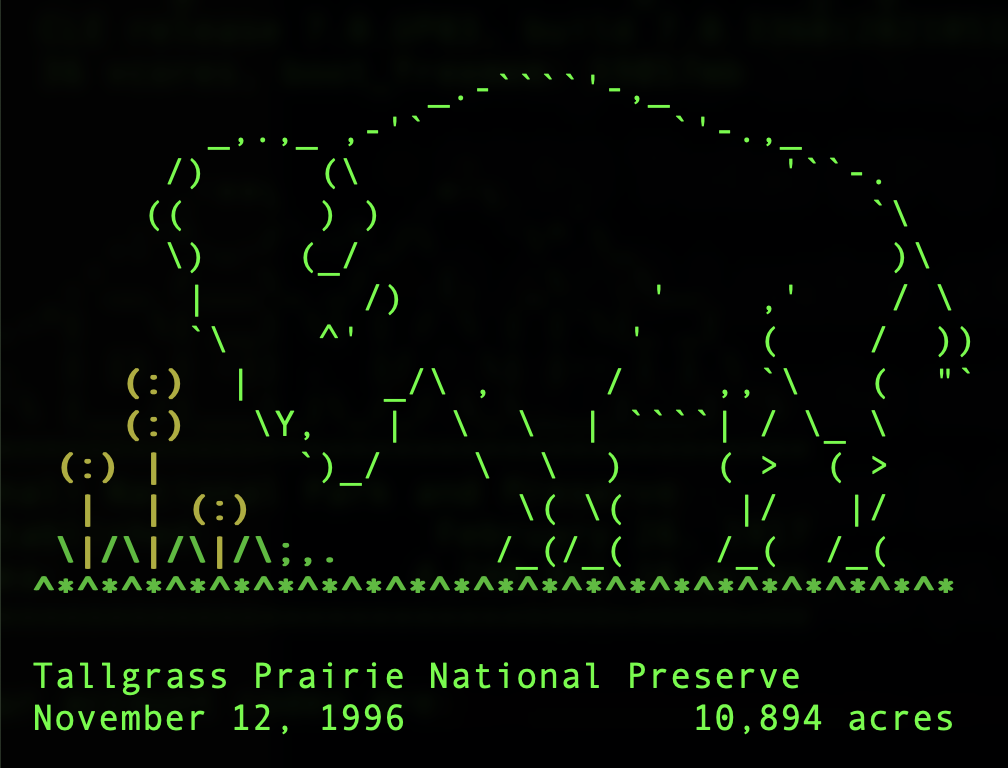 Tallgrass Prairie National Preserve
November 12, 1996 10,894 acres